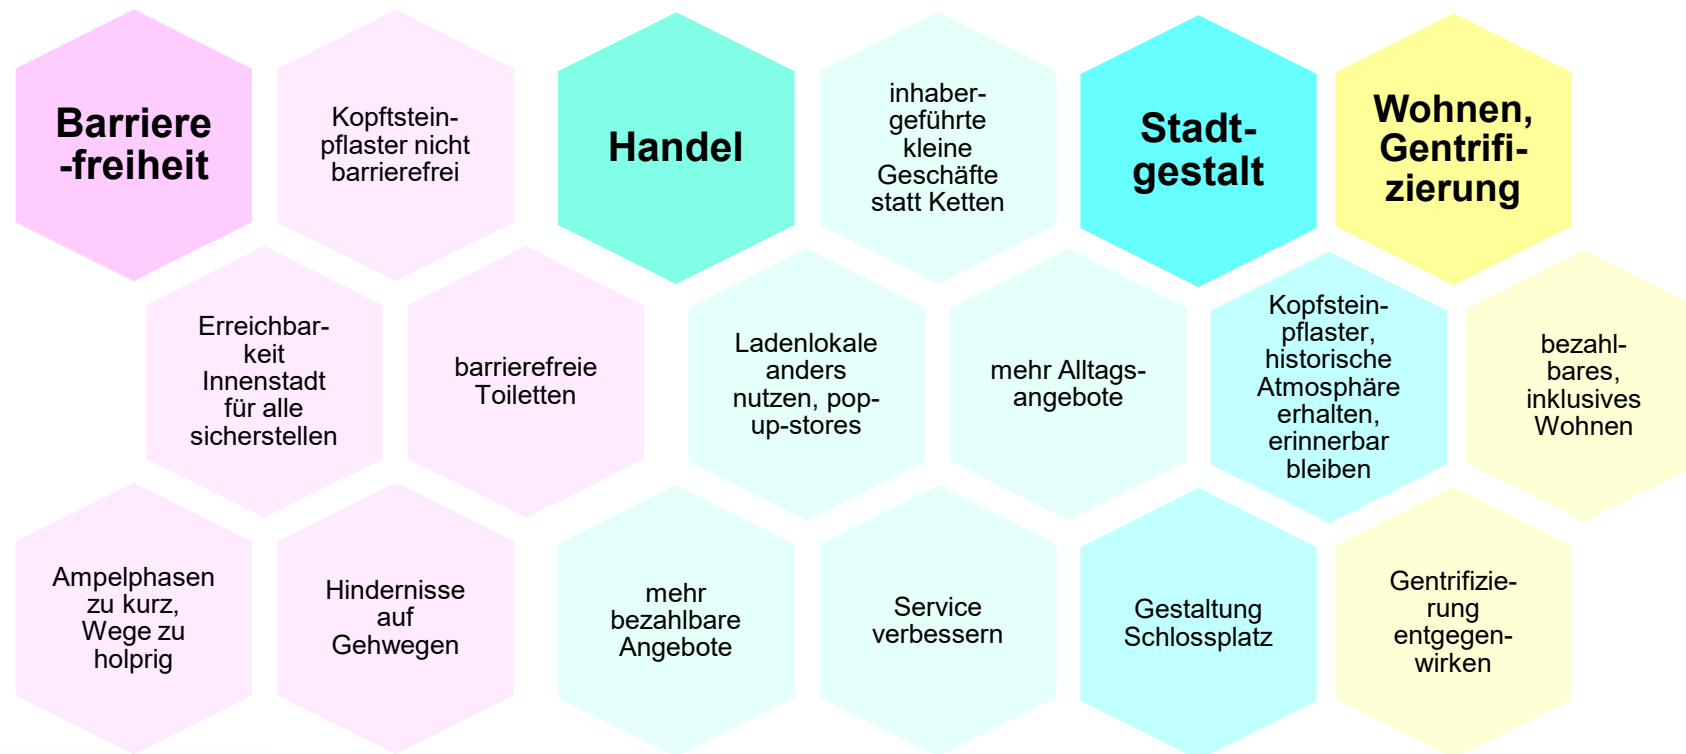 Barriere
-freiheit
Kopftstein-
pflaster nicht
barrierefrei
Handel
inhaber-
geführte
kleine
Geschäfte
statt Ketten
Stadt-
gestalt
Wohnen,
Gentrifi-
zierung
Erreichbar-
keit
Innenstadt
für alle
sicherstellen
barrierefreie
Toiletten
Ladenlokale
anders
nutzen, pop-
up-stores
mehr Alltags-
angebote
Kopfstein-
pflaster,
historische
Atmosphäre
erhalten,
erinnerbar
bleiben
bezahl-
bares,
inklusives
Wohnen
Ampelphasen
zu kurz,
Wege zu
holprig
Hindernisse
auf
Gehwegen
mehr
bezahlbare
Angebote
Service
verbessern
Gestaltung
Schlossplatz
Gentrifizie-
rung
entgegen-
wirken